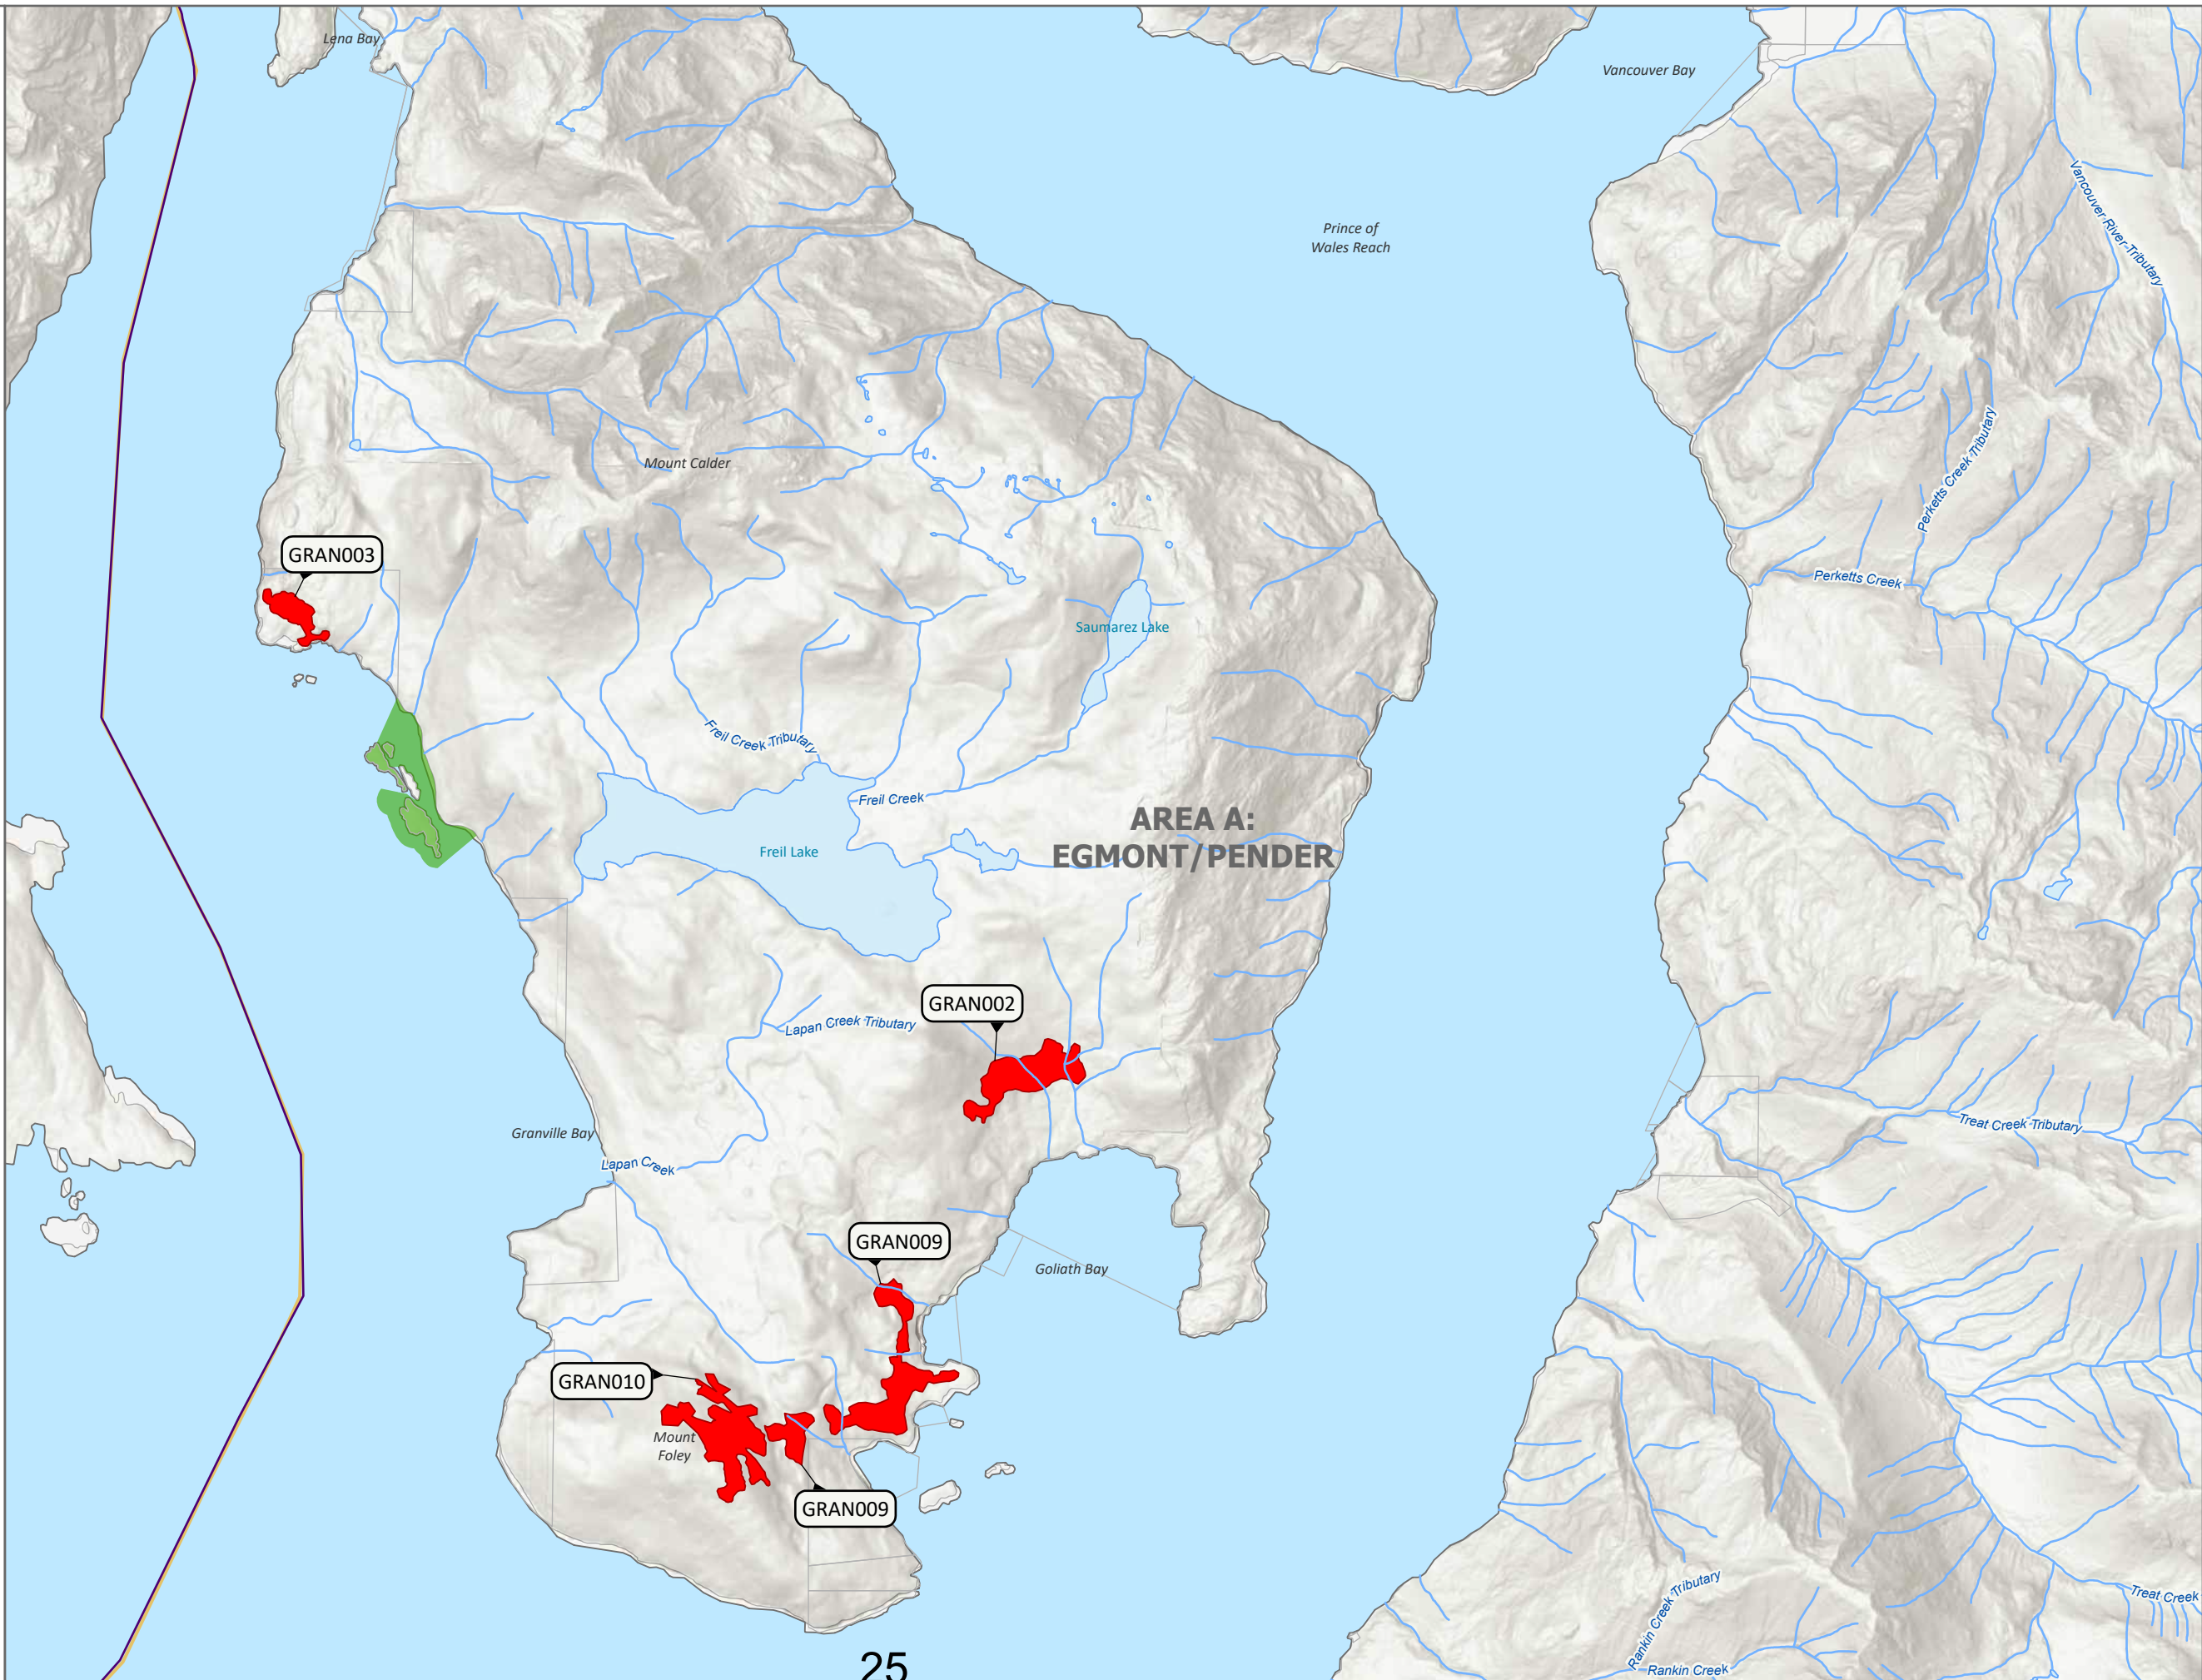 Lena Bay
Vancouver Bay
Vancouver River Tributary
Prince of
Wales Reach
Mount Calder
Perketts Creek Tributary
GRAN003
Perketts Creek
Saumarez Lake
Freil Creek Tributary
Freil Creek
AREA A:
EGMONT/PENDER
Freil Lake
GRAN002
Lapan Creek Tributary
Granville Bay
Treat Creek Tributary
Lapan Creek
GRAN009
Goliath Bay
GRAN010
Mount
Foley
GRAN009
Rankin Creek Tributary
Treat Creek
Rankin Creek
25